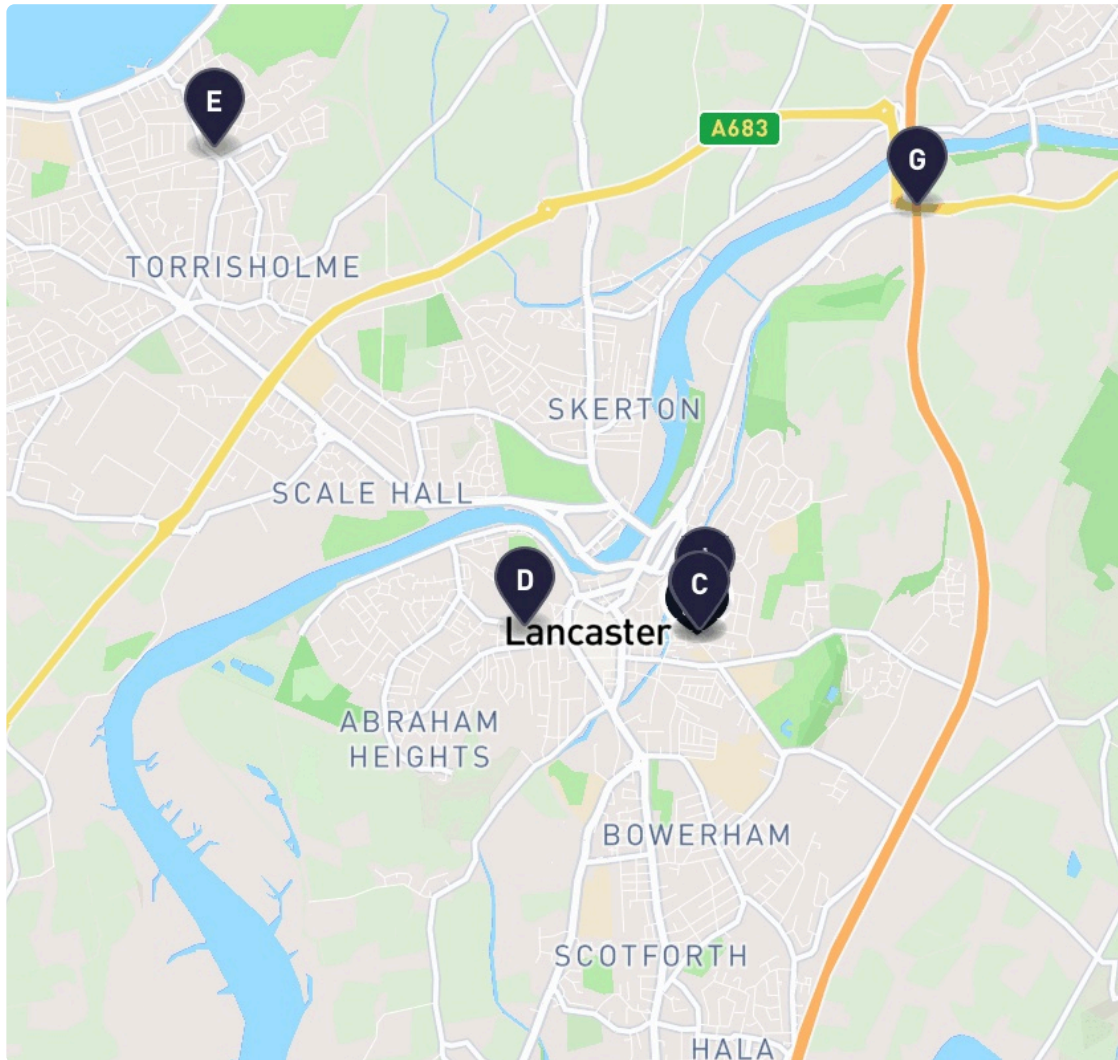 E
A683
G
TORRISHOLME
SKERTON
SCALE HALL
D
C
Lancaster
ABRAHAM
HEIGHTS
BOWERHAM
SCOTFORTH
HALA